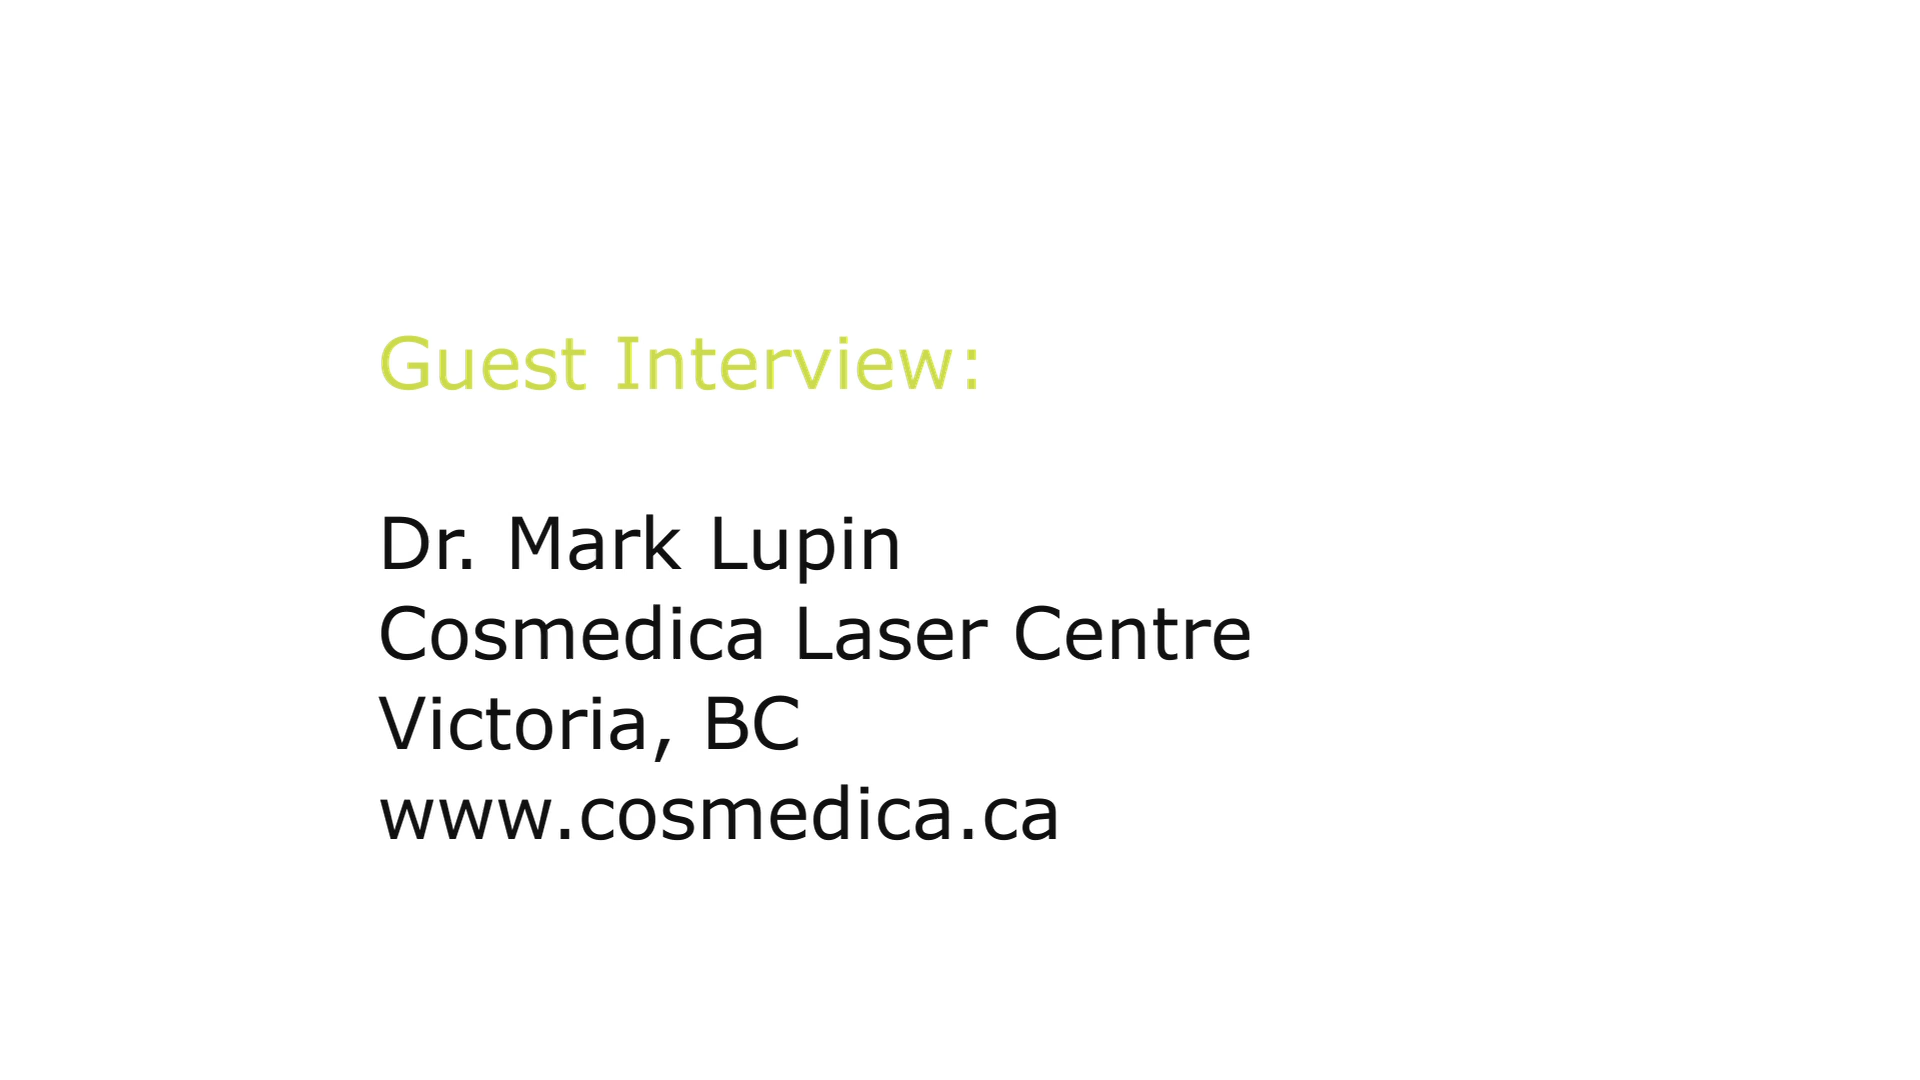 Guest Interview:
Dr. Mark Lupin
Cosmedica Laser Centre
Victoria, BC
www.cosmedica.ca